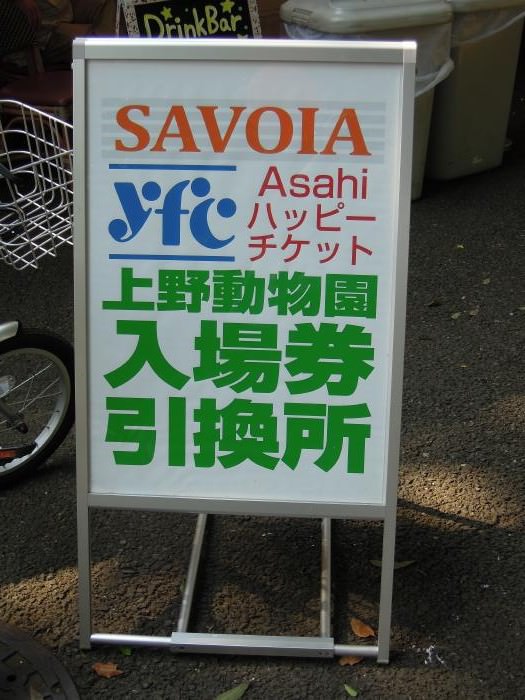 DrinkBar
SAVOIA
yfc
Asahi
ハッピー
チケット
上野動物園
入場券
引換所